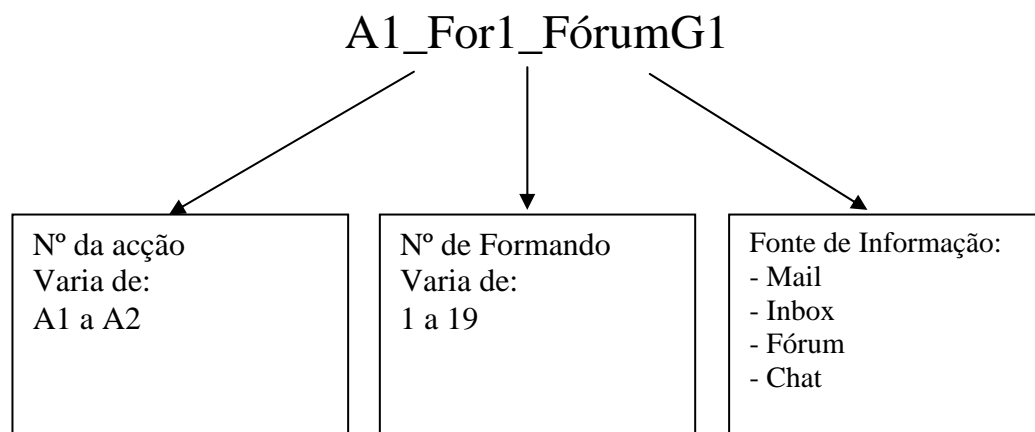 A1_For1_FórumG1
Nº da acção
Varia de:
A1 a A2
Nº de Formando
Varia de:
1 a 19
Fonte de Informação:
- Mail
- Inbox
- Fórum
- Chat